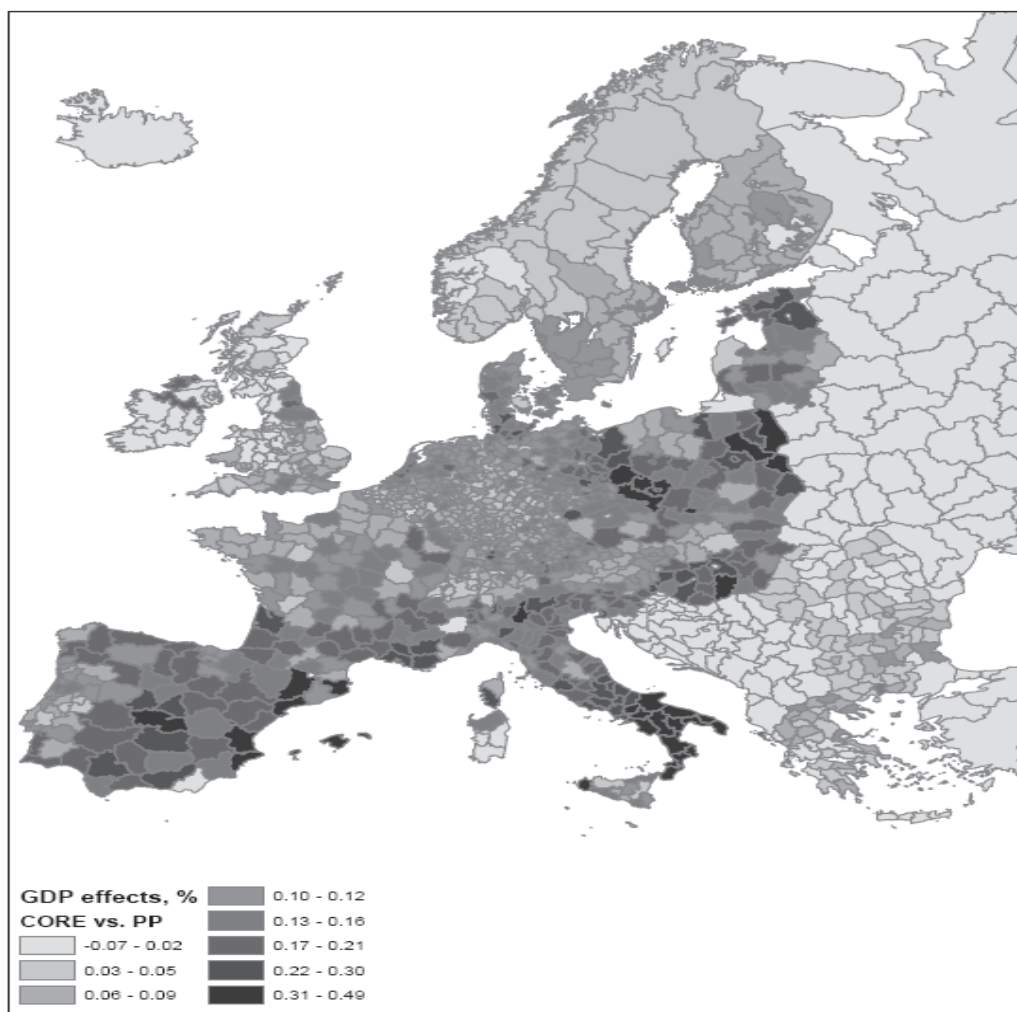 GDP effects, %
CORE vs. PP
-0.07 - 0.02
0.03 - 0.05
0.06 - 0.09
0.10 - 0.12
0.13 - 0.16
0.17 - 0.21
0.22 - 0.30
0.31 - 0.49